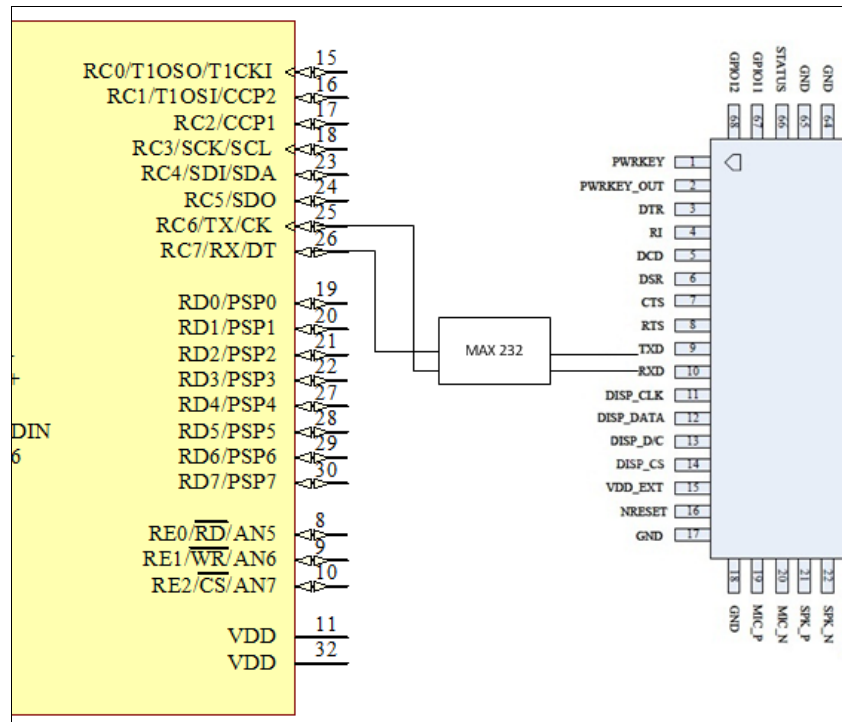 15
RC0/T1OSO/T1CKI
16
RC1/T1OSI/CCP2
17
RC2/CCP1
18
RC3/SCK/SCL
23
RC4/SDI/SDA
24
RC5/SDO
25
RC6/TX/CK
26
RC7/RX/DT
19
RD0/PSP0
20
RD1/PSP1
21
RD2/PSP2
22
RD3/PSP3
27
RD4/PSP4
28
RD5/PSP5
29
RD6/PSP6
30
RD7/PSP7
8
RE0/RD/AN5
9
RE1/WR/AN6
10
RE2/CS/AN7
11
VDD
32
VDD
+
DIN
6
MAX 232
GPIO12
GPIO11
STATUS
GND
GND
68
67
66
65
64
PWRKEY 1
PWRKEY_OUT 2
DTR 3
RI 4
DCD 5
DSR 6
CTS 7
RTS 8
TXD 9
RXD 10
DISP_CLK 11
DISP_DATA 12
DISP_D/C 13
DISP_CS 14
VDD_EXT 15
NRESET 16
GND 17
18
19
20
21
22
GND
MIC_P
MIC_N
SPK_P
SPK_N